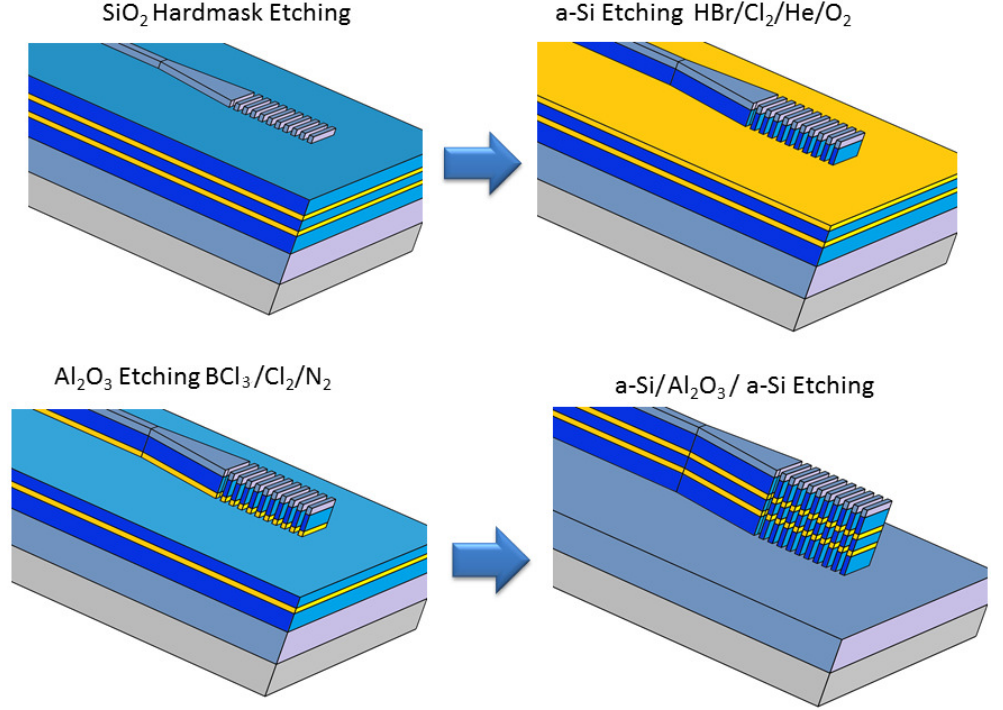 SiO₂ Hardmask Etching
a-Si Etching HBr/Cl₂/He/O₂
Al₂O₃ Etching BCl₃/Cl₂/N₂
a-Si/Al₂O₃/ a-Si Etching